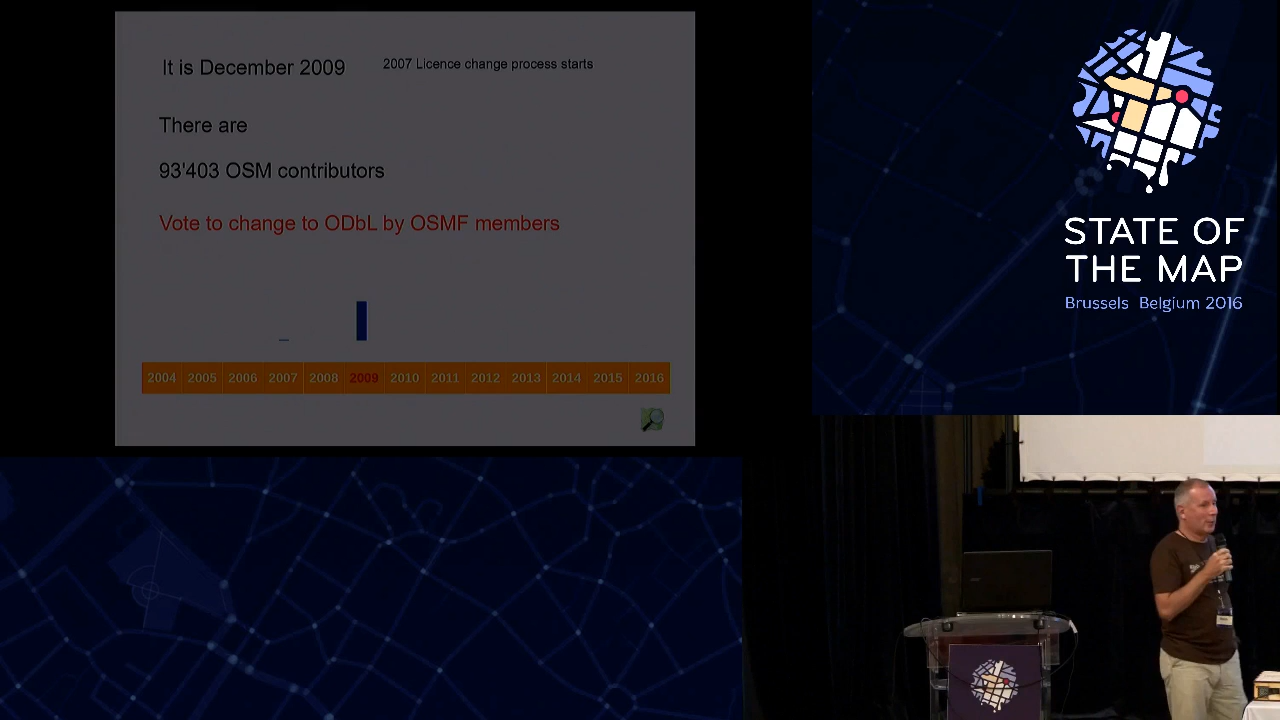 It is December 2009
2007 Licence change process starts
There are
93'403 OSM contributors
Vote to change to ODbL by OSMF members
2004 2005 2006 2007 2008 2009 2010 2011 2012 2013 2014 2015 2016
STATE OF
THE MAP
Brussels Belgium 2016